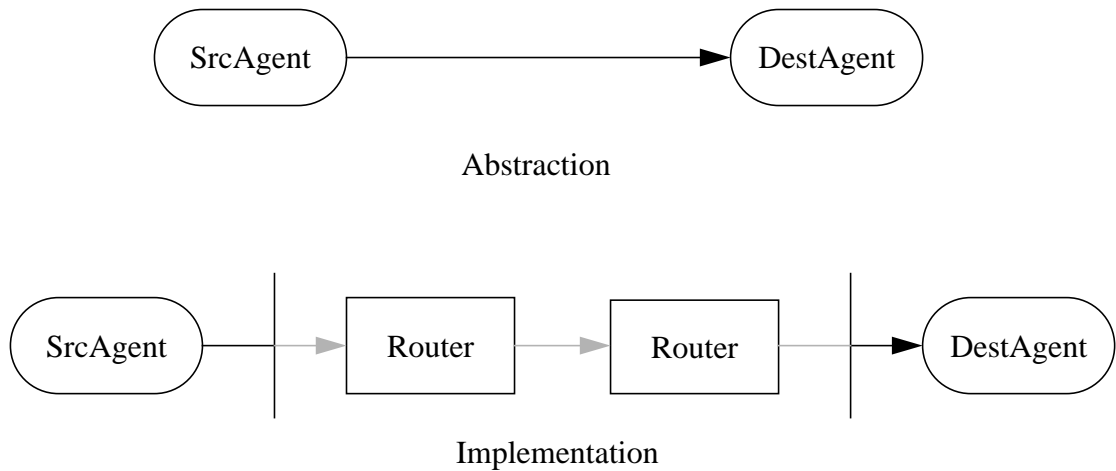 SrcAgent
DestAgent
Abstraction
SrcAgent
Router
Router
DestAgent
Implementation